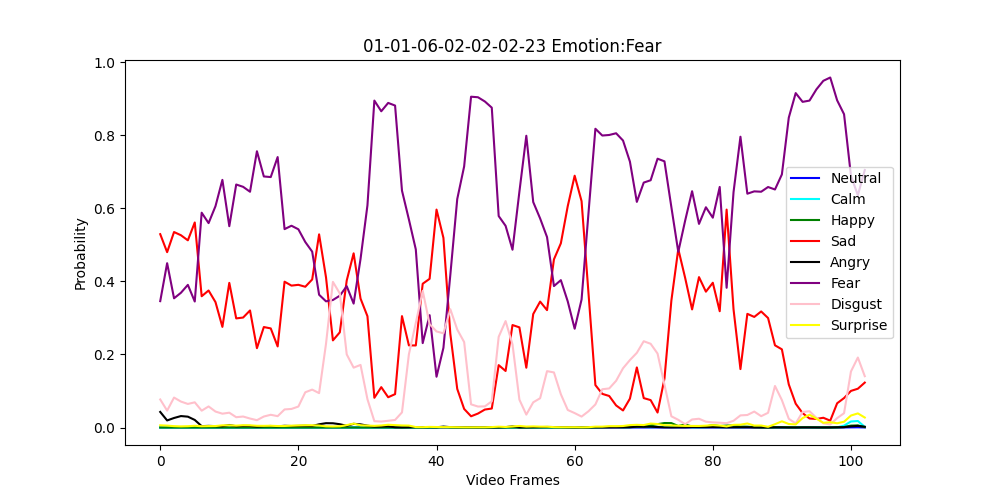 01-01-06-02-02-02-23 Emotion:Fear
1.0
0.8
0.6
0.4
0.2
0.0
Probability
Neutral
Calm
Happy
Sad
Angry
Fear
Disgust
Surprise
0 20 40 60 80 100
Video Frames